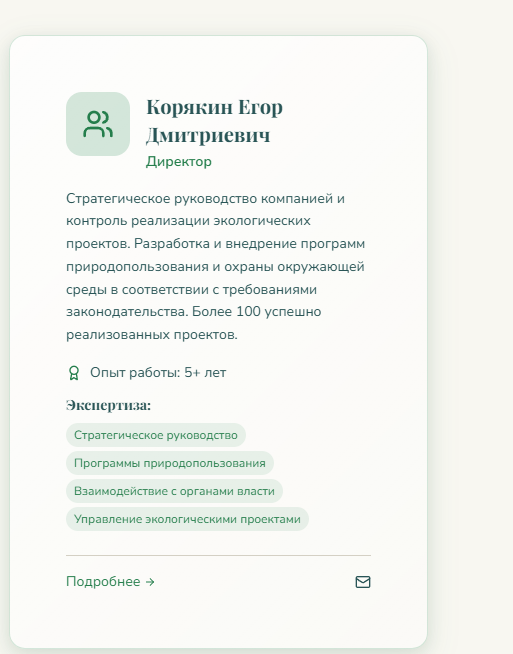 Корякин Егор
Дмитриевич
Директор
Стратегическое руководство компанией и
контроль реализации экологических
проектов. Разработка и внедрение программ
природопользования и охраны окружающей
среды в соответствии с требованиями
законодательства. Более 100 успешно
реализованных проектов.
Опыт работы: 5+ лет
Экспертиза:
Стратегическое руководство
Программы природопользования
Взаимодействие с органами власти
Управление экологическими проектами
Подробнее →